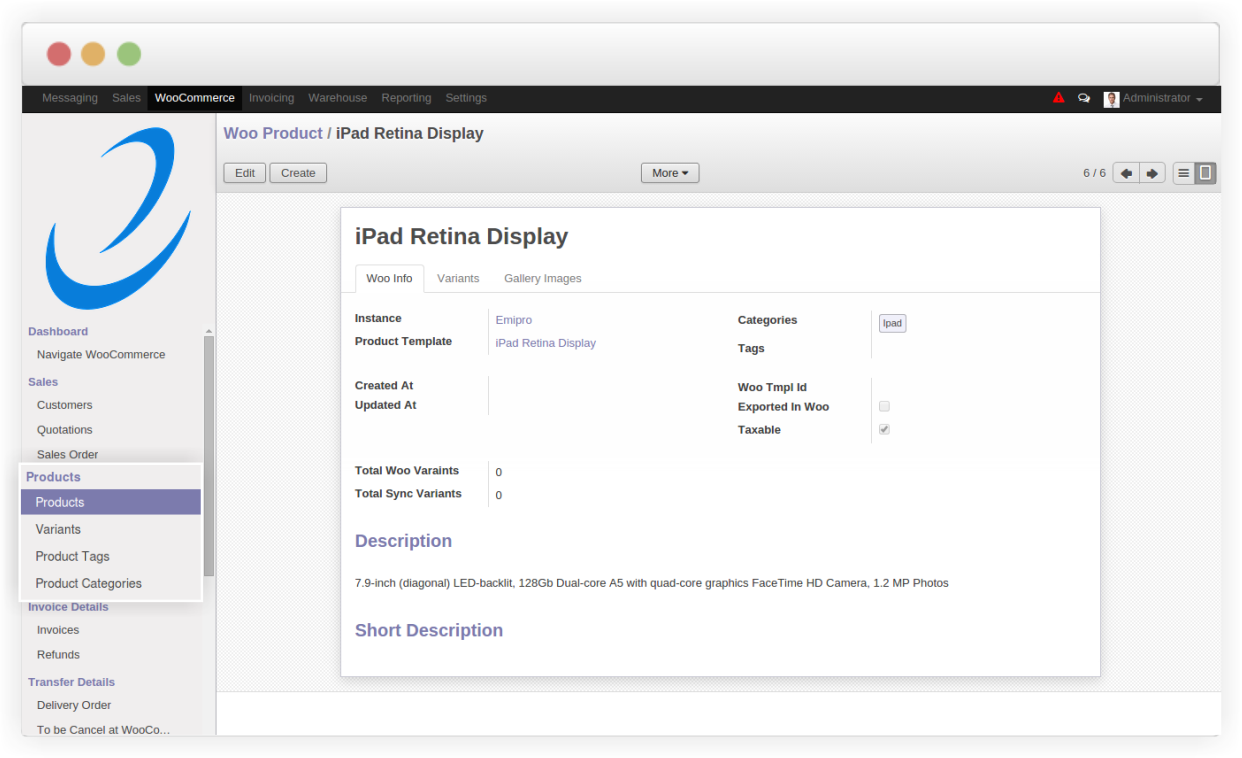 Messaging Sales WooCommerce Invoicing Warehouse Reporting Settings Administrator
Woo Product / iPad Retina Display
Edit Create More 6 / 6
Dashboard
Navigate WooCommerce
Sales
Customers
Quotations
Sales Order
Products
Products
Variants
Product Tags
Product Categories
Invoice Details
Invoices
Refunds
Transfer Details
Delivery Order
To be Cancel at WooCo...
iPad Retina Display
Woo Info Variants Gallery Images
Instance Emipro
Product Template iPad Retina Display
Categories Ipad
Tags
Created At
Updated At
Woo Tmpl Id
Exported In Woo
Taxable
Total Woo Varaints 0
Total Sync Variants 0
Description
7.9-inch (diagonal) LED-backlit, 128Gb Dual-core A5 with quad-core graphics FaceTime HD Camera, 1.2 MP Photos
Short Description